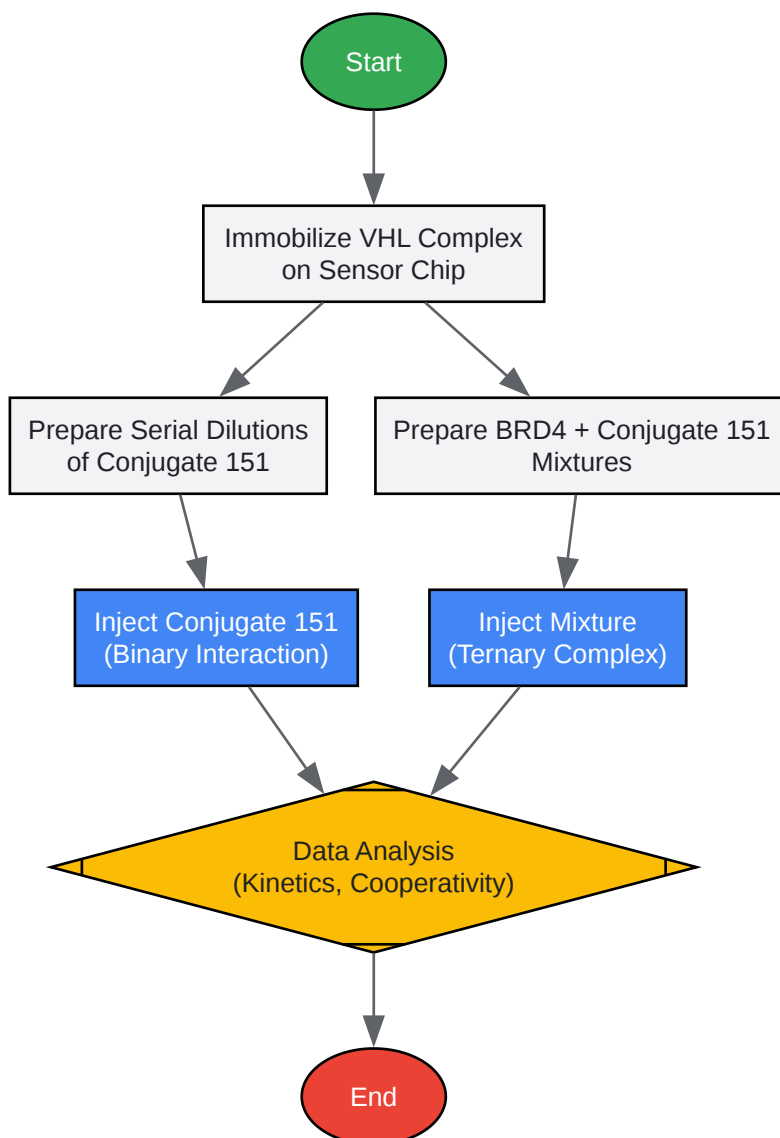 Start
Immobilize VHL Complex
on Sensor Chip
Prepare Serial Dilutions
of Conjugate 151
Prepare BRD4 + Conjugate 151
Mixtures
Inject Conjugate 151
(Binary Interaction)
Inject Mixture
(Ternary Complex)
Data Analysis
(Kinetics, Cooperativity)
End